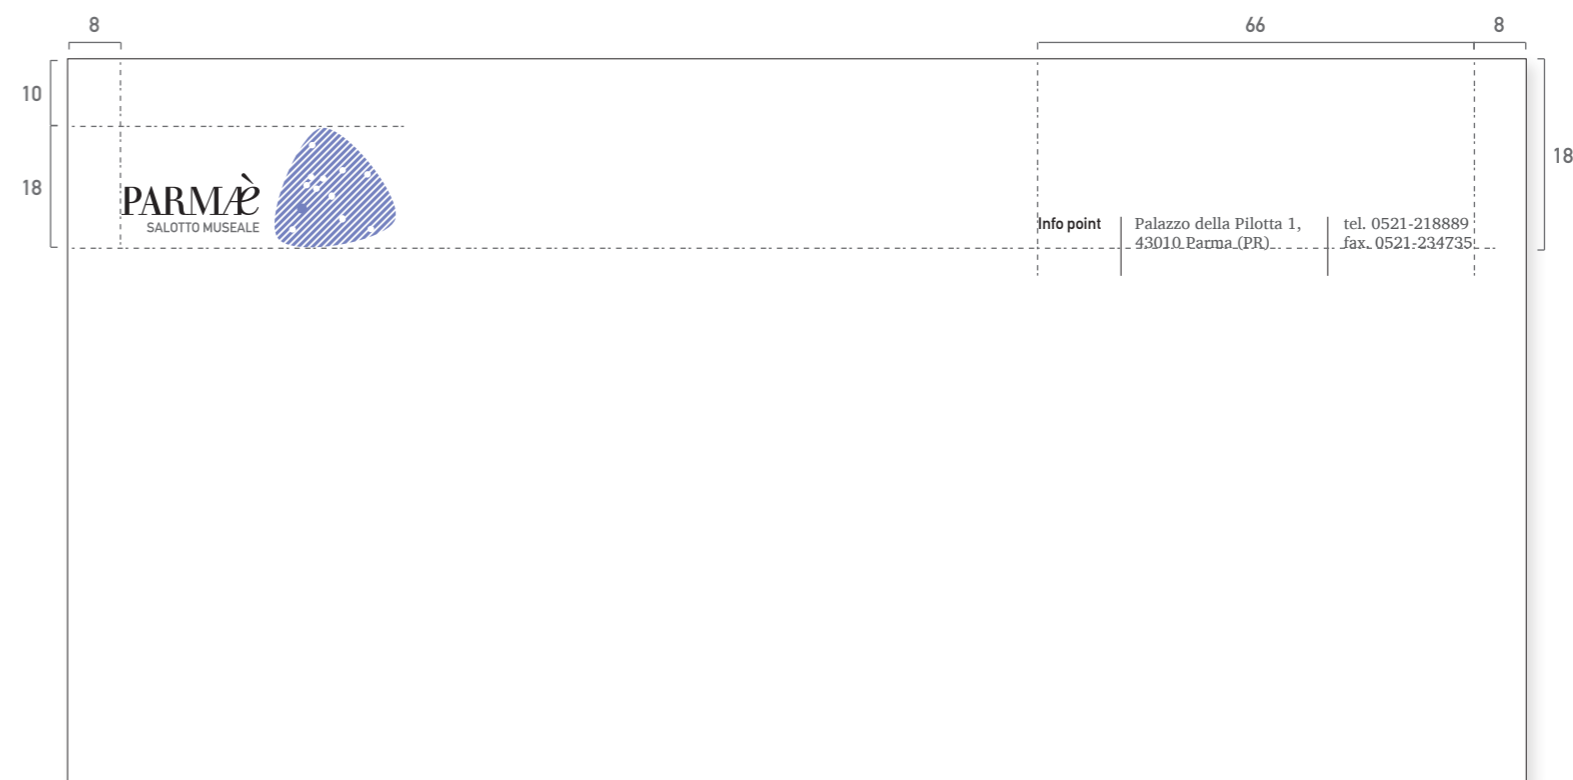 8
66
8
10
18
18
PARMÆ̀
SALOTTO MUSEALE
Info point
Palazzo della Pilotta 1,
43010 Parma (PR)
tel. 0521-218889
fax. 0521-234735